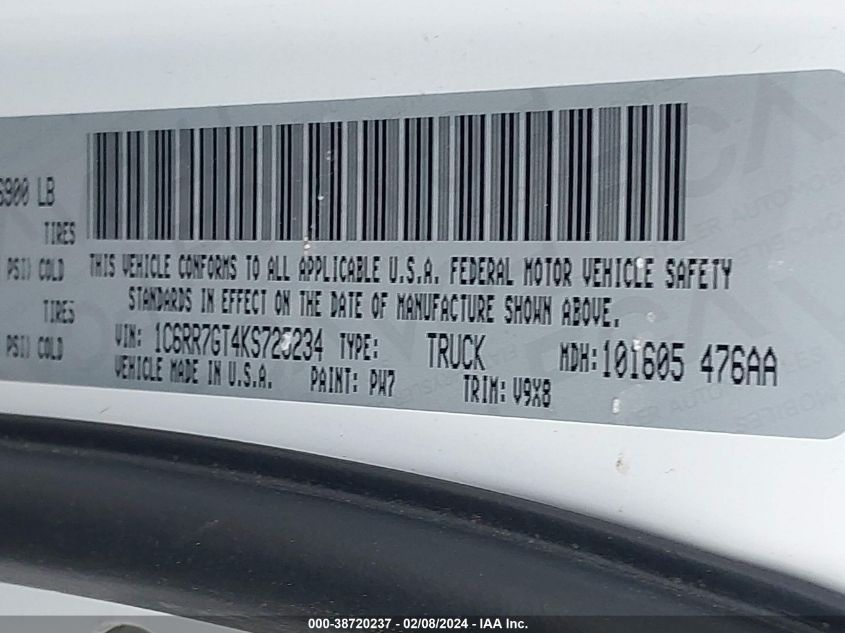 6900 LB
TIRES
PSI) COLD
TIRES
PSI) COLD
THIS VEHICLE CONFORMS TO ALL APPLICABLE U.S.A. FEDERAL MOTOR VEHICLE SAFETY
STANDARDS IN EFFECT ON THE DATE OF MANUFACTURE SHOWN ABOVE.
VIN: 1C6RR7GT4KS725234 TYPE: TRUCK MDH: 101605 476AA
VEHICLE MADE IN U.S.A. PAINT: PW7 TRIM: V9X8
000-38720237 - 02/08/2024 - IAA Inc.